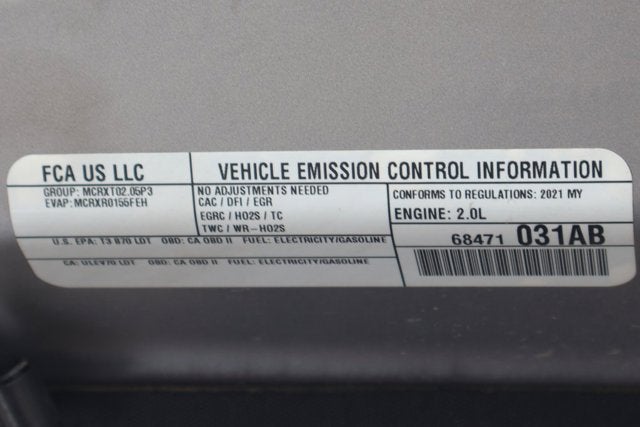 FCA US LLC
GROUP: MCRXT02.05P3
EVAP: MCRXR0155FEH
VEHICLE EMISSION CONTROL INFORMATION
NO ADJUSTMENTS NEEDED
CAC / DFI / EGR
EGRC / HO2S / TC
TWC / WR-HO2S
CONFORMS TO REGULATIONS: 2021 MY
ENGINE: 2.0L
68471 031AB
U.S. EPA: T3 B70 LDT OBD: CA OBD II FUEL: ELECTRICITY/GASOLINE
CA: ULEV70 LDT OBD: CA OBD II FUEL: ELECTRICITY/GASOLINE